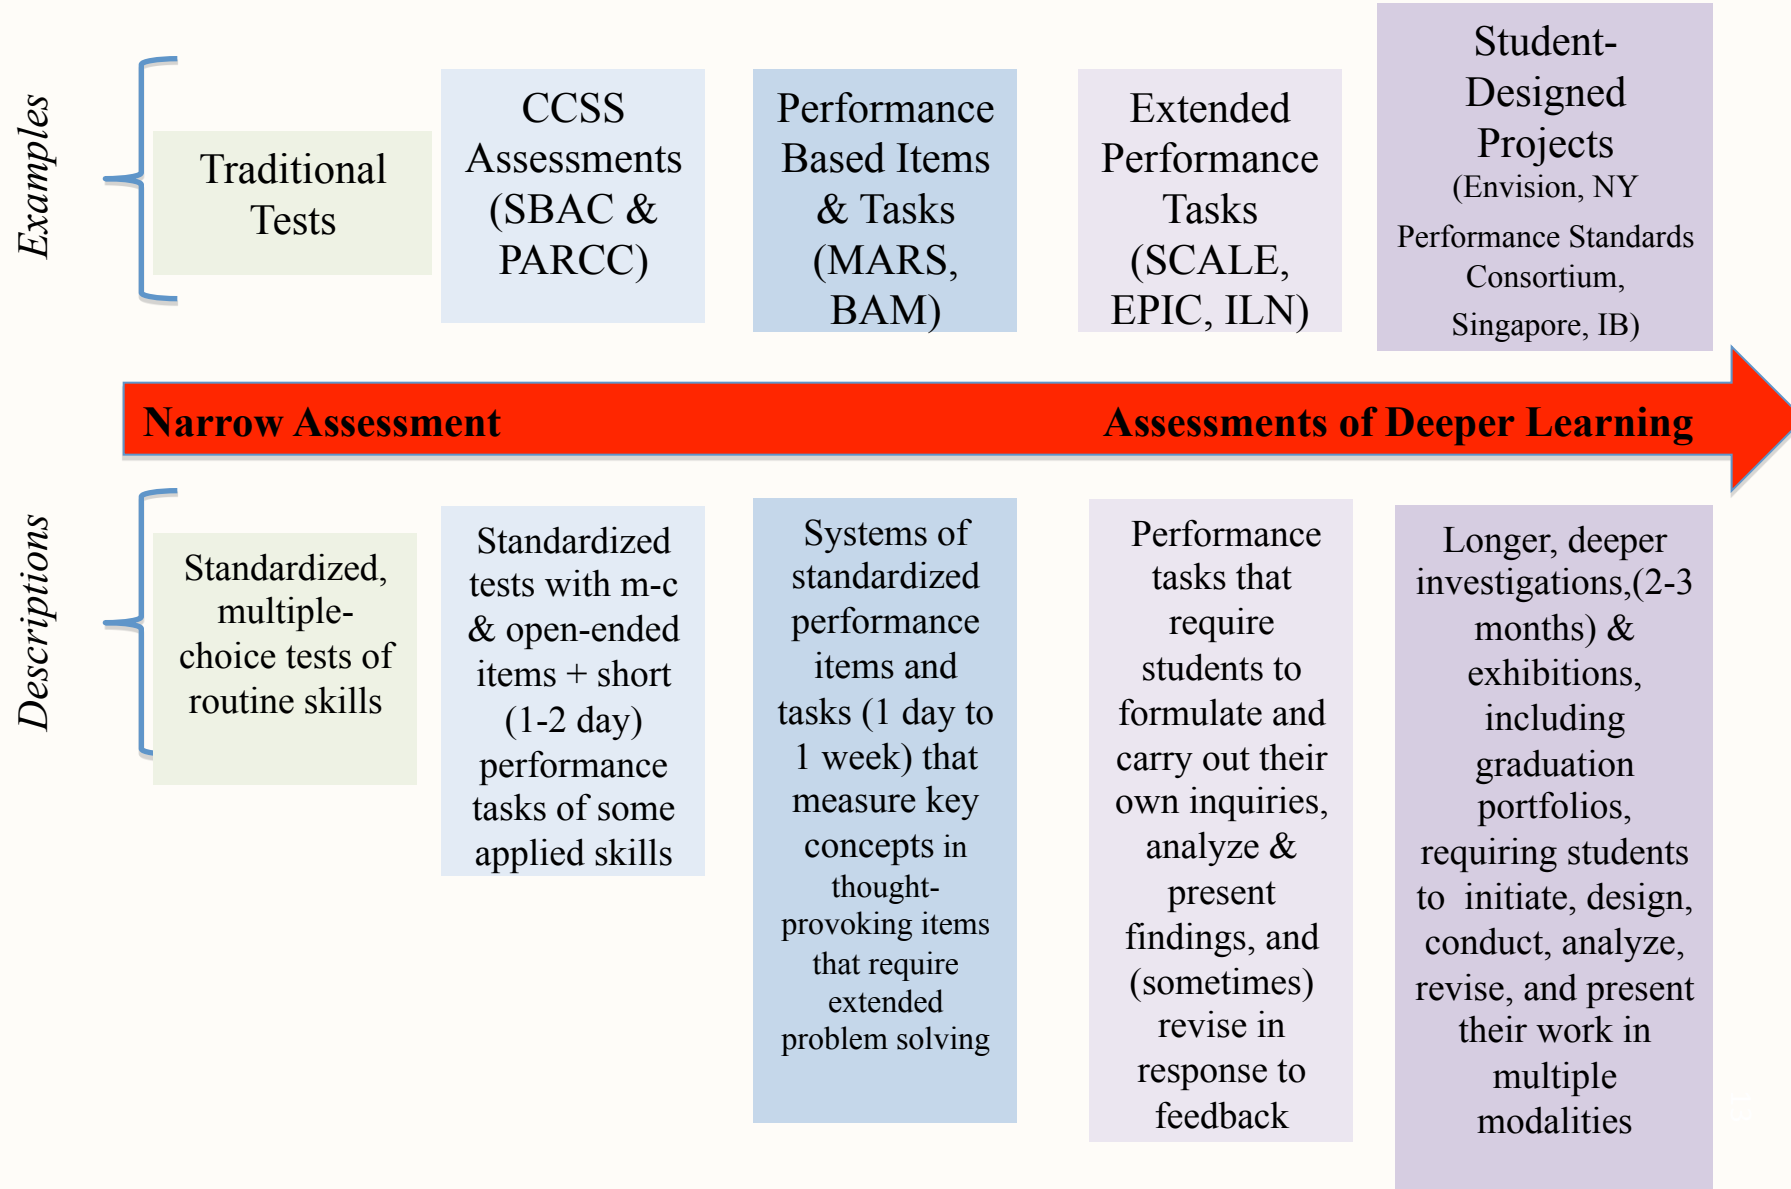 Examples
Traditional
Tests
CCSS
Assessments
(SBAC &
PARCC)
Performance
Based Items
& Tasks
(MARS,
BAM)
Extended
Performance
Tasks
(SCALE,
EPIC, ILN)
Student-
Designed
Projects
(Envision, NY
Performance Standards
Consortium,
Singapore, IB)
Narrow Assessment
Assessments of Deeper Learning
Descriptions
Standardized,
multiple-
choice tests of
routine skills
Standardized
tests with m-c
& open-ended
items + short
(1-2 day)
performance
tasks of some
applied skills
Systems of
standardized
performance
items and
tasks (1 day to
1 week) that
measure key
concepts in
thought-
provoking items
that require
extended
problem solving
Performance
tasks that
require
students to
formulate and
carry out their
own inquiries,
analyze &
present
findings, and
(sometimes)
revise in
response to
feedback
Longer, deeper
investigations,(2-3
months) &
exhibitions,
including
graduation
portfolios,
requiring students
to initiate, design,
conduct, analyze,
revise, and present
their work in
multiple
modalities